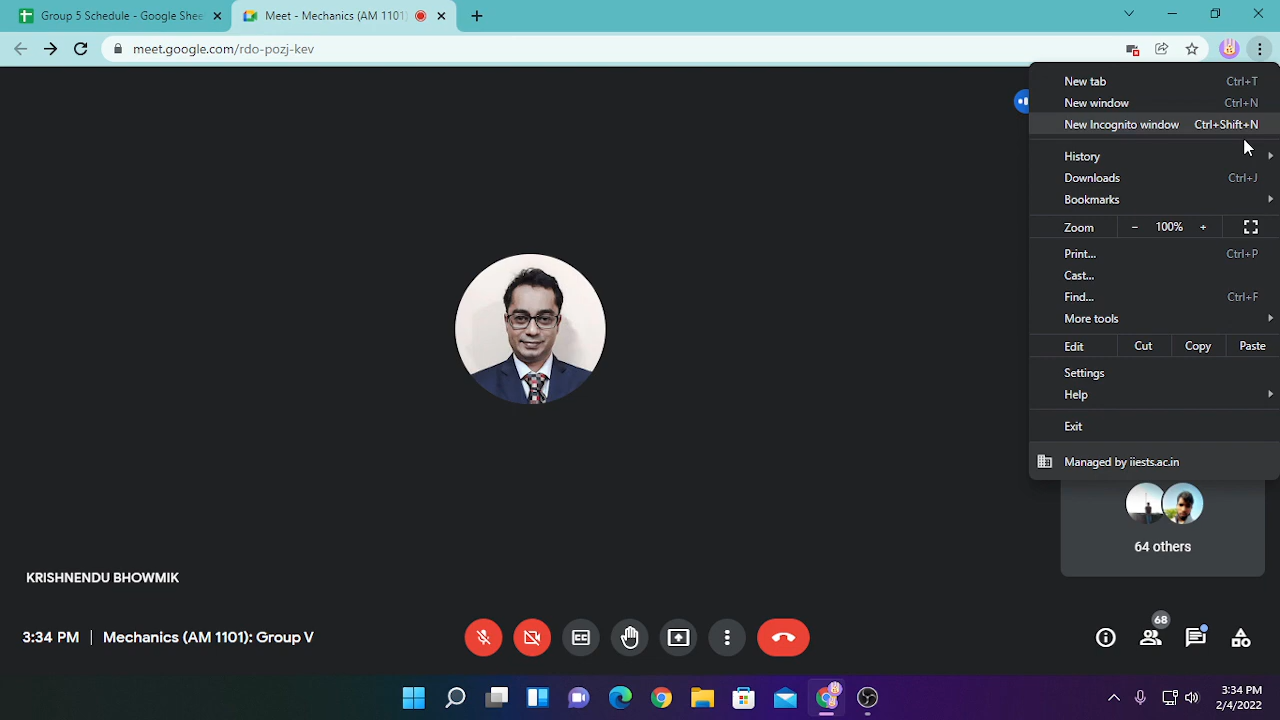 Group 5 Schedule - Google Shee
Meet - Mechanics (AM 1101)
meet.google.com/rdo-pozj-kev
New tab Ctrl+T
New window Ctrl+N
New Incognito window Ctrl+Shift+N
History
Downloads Ctrl+J
Bookmarks
Zoom - 100% +
Print... Ctrl+P
Cast...
Find... Ctrl+F
More tools
Edit Cut Copy Paste
Settings
Help
Exit
Managed by iiests.ac.in
64 others
KRISHNENDU BHOWMIK
3:34 PM | Mechanics (AM 1101): Group V
CC
68
3:34 PM
2/4/2022